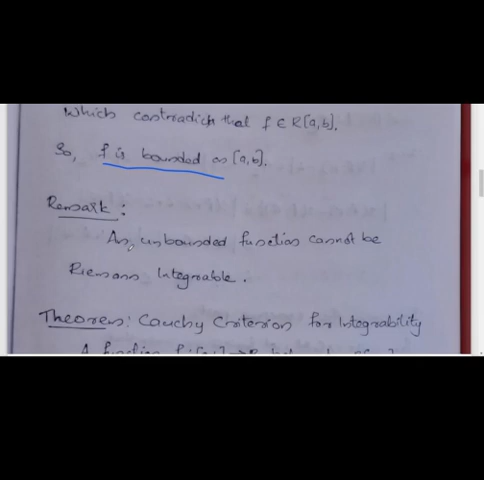 Which contradicts that f ∈ R[a,b].
So, f is bounded on [a,b].
Remark:
An unbounded function cannot be
Riemann Integrable.
Theorem: Cauchy Criterion for Integrability
A function f:[a,b]→R